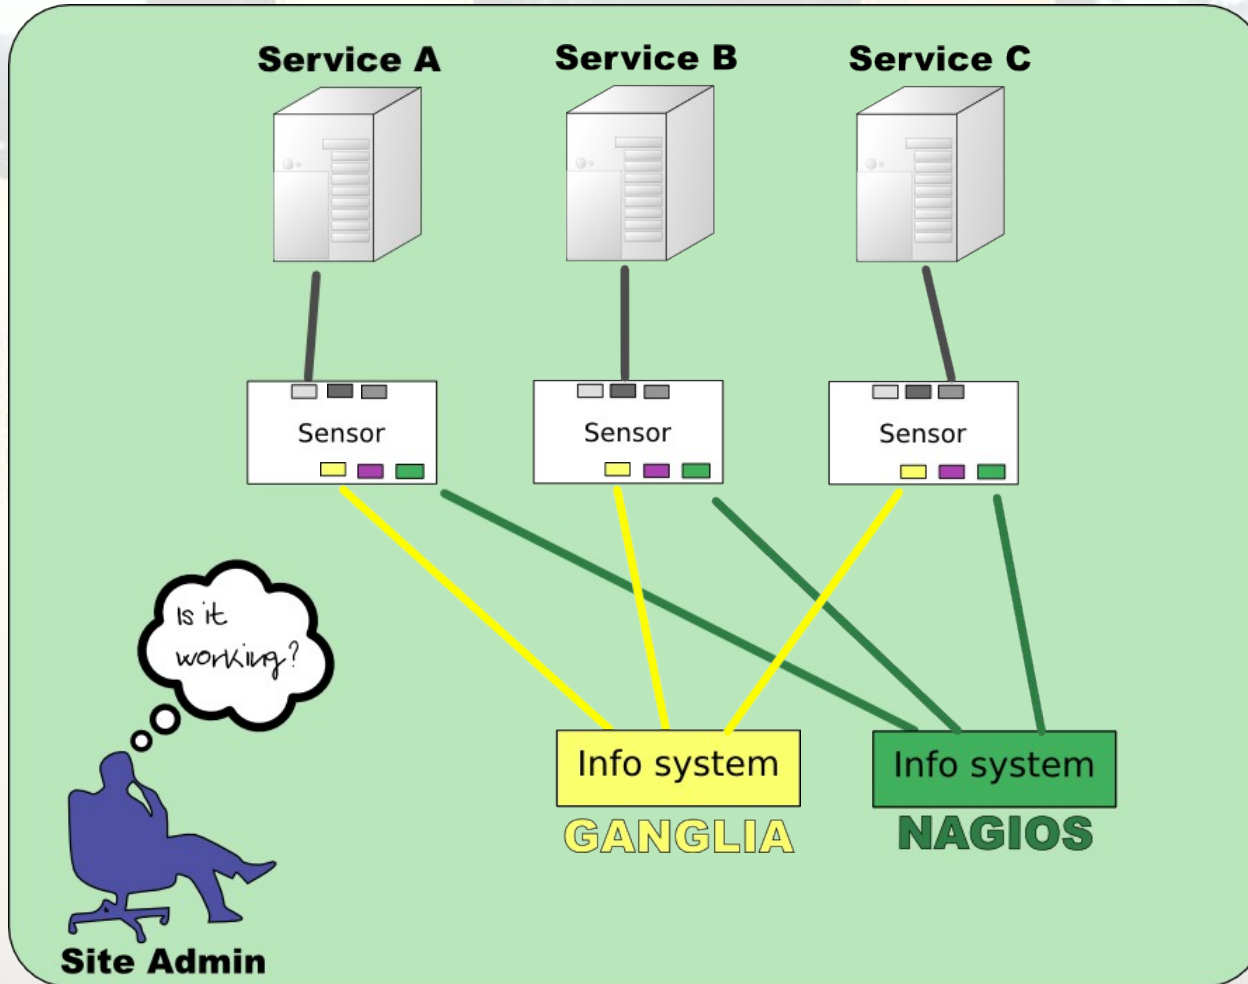 Service A
Service B
Service C
Sensor
Sensor
Sensor
Is it
working?
Info system
Info system
GANGLIA
NAGIOS
Site Admin